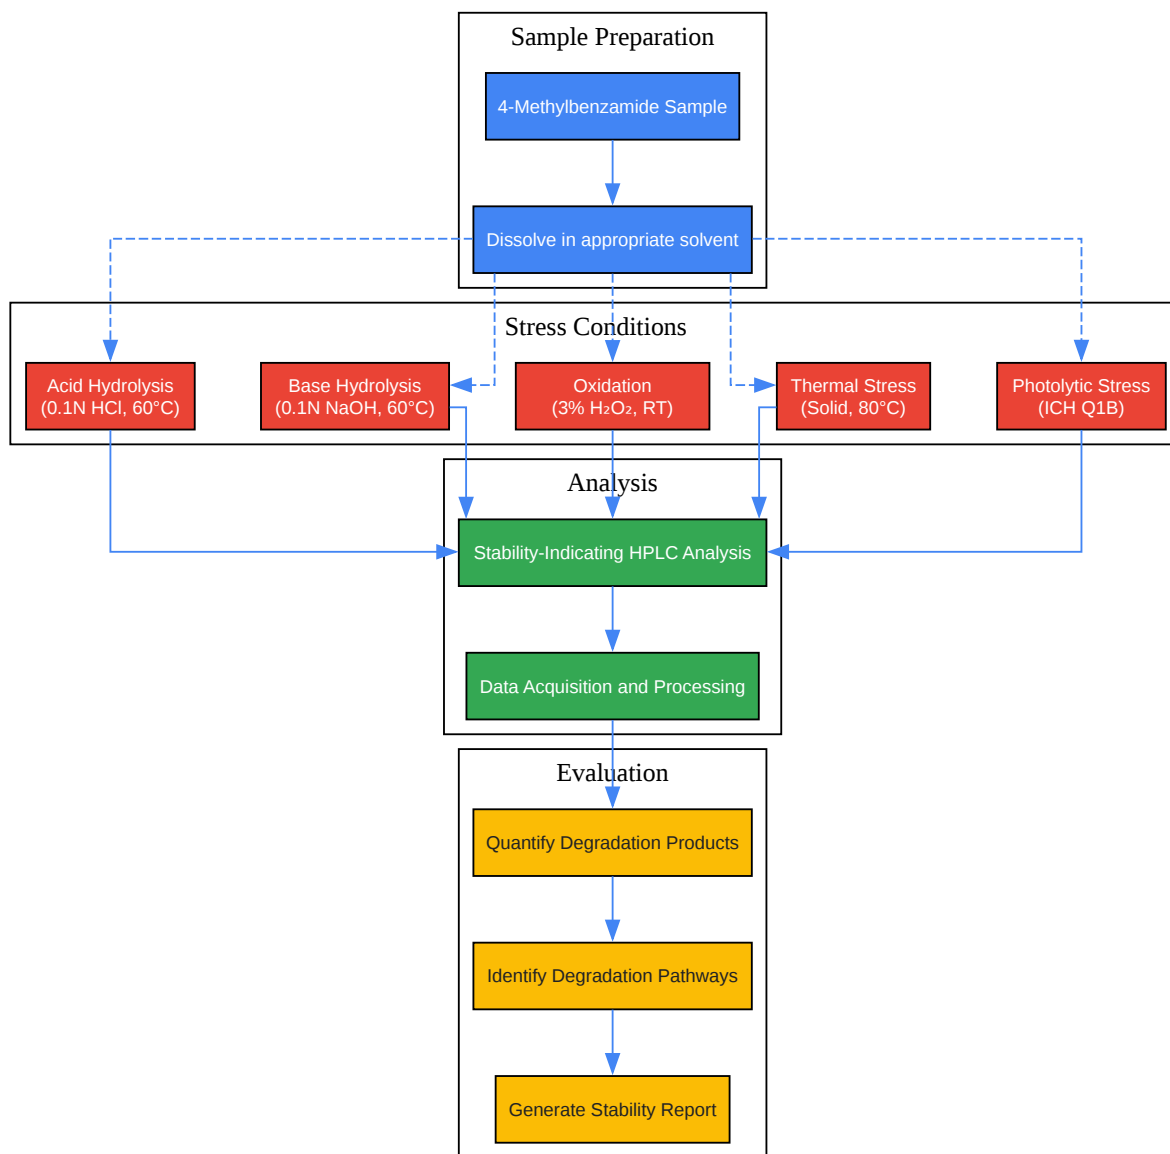 Sample Preparation
4-Methylbenzamide Sample
Dissolve in appropriate solvent
Stress Conditions
Acid Hydrolysis
(0.1N HCl, 60°C)
Base Hydrolysis
(0.1N NaOH, 60°C)
Oxidation
(3% H₂O₂, RT)
Thermal Stress
(Solid, 80°C)
Photolytic Stress
(ICH Q1B)
Analysis
Stability-Indicating HPLC Analysis
Data Acquisition and Processing
Evaluation
Quantify Degradation Products
Identify Degradation Pathways
Generate Stability Report